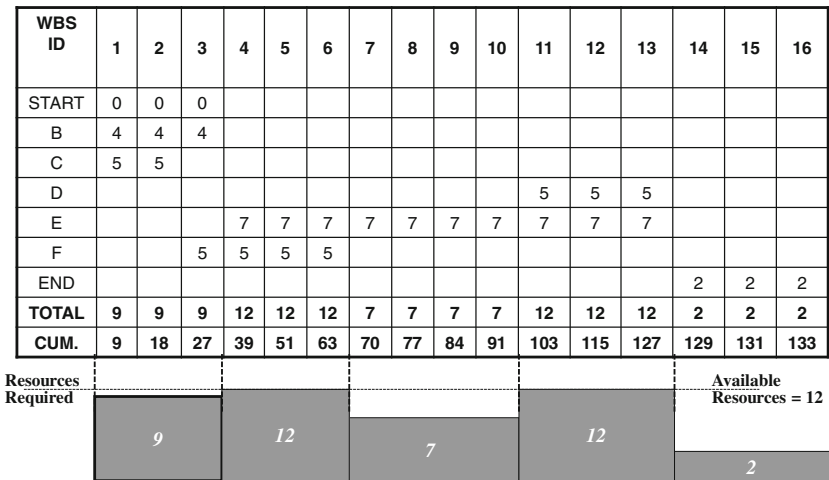 WBS
ID 1 2 3 4 5 6 7 8 9 10 11 12 13 14 15 16
START 0 0 0
B 4 4 4
C 5 5
D 5 5 5
E 7 7 7 7 7 7 7 7 7 7
F 5 5 5 5
END 2 2 2
TOTAL 9 9 9 12 12 12 7 7 7 7 12 12 12 2 2 2
CUM. 9 18 27 39 51 63 70 77 84 91 103 115 127 129 131 133
Resources Available
Required Resources = 12
9 12 7 12 2